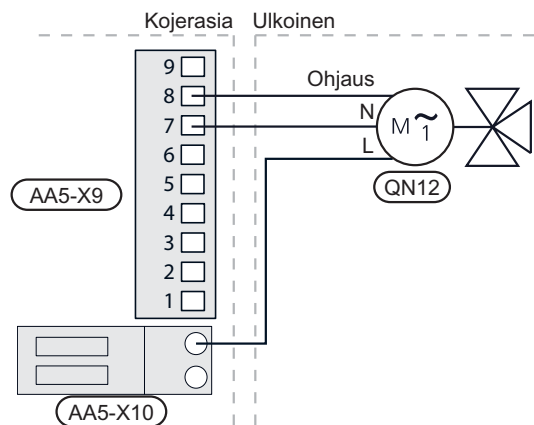 Kojerasia
Ulkoinen
9
8
7
6
5
4
3
2
1
Ohjaus
N
L
M ~
1
QN12
AA5-X9
AA5-X10